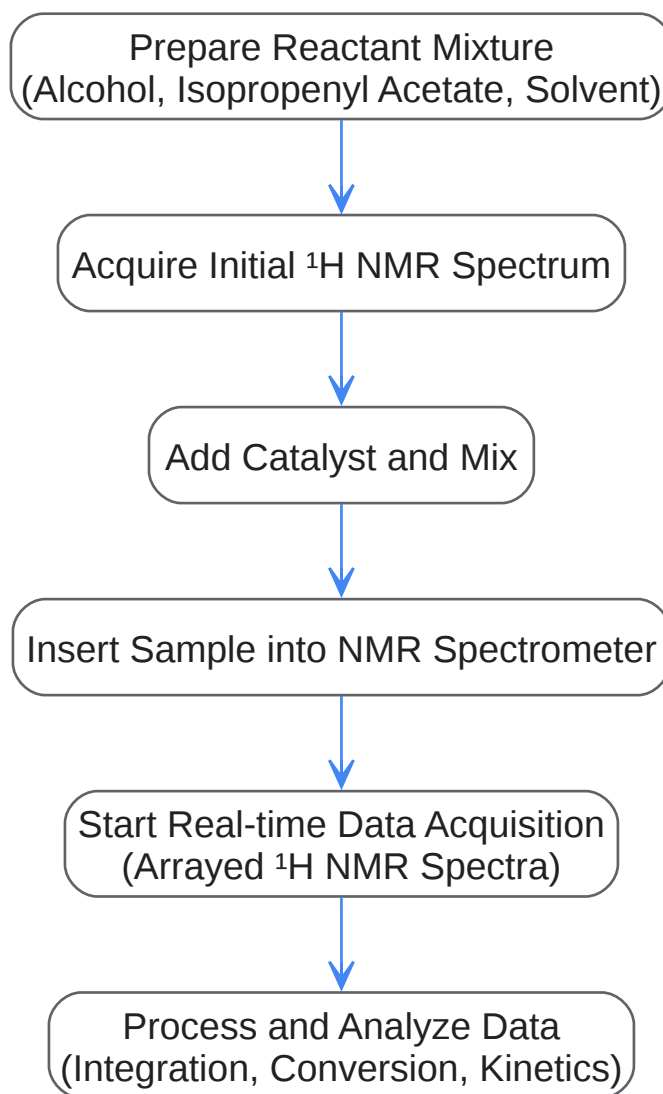 Prepare Reactant Mixture
(Alcohol, Isopropenyl Acetate, Solvent)
Acquire Initial ¹H NMR Spectrum
Add Catalyst and Mix
Insert Sample into NMR Spectrometer
Start Real-time Data Acquisition
(Arrayed ¹H NMR Spectra)
Process and Analyze Data
(Integration, Conversion, Kinetics)